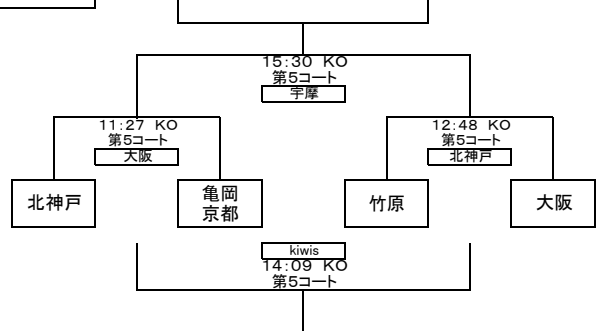 15:30 KO
第5コート
宇摩
11:27 KO
第5コート
大阪
12:48 KO
第5コート
北神戸
北神戸
亀岡
京都
竹原
大阪
kiwis
14:09 KO
第5コート